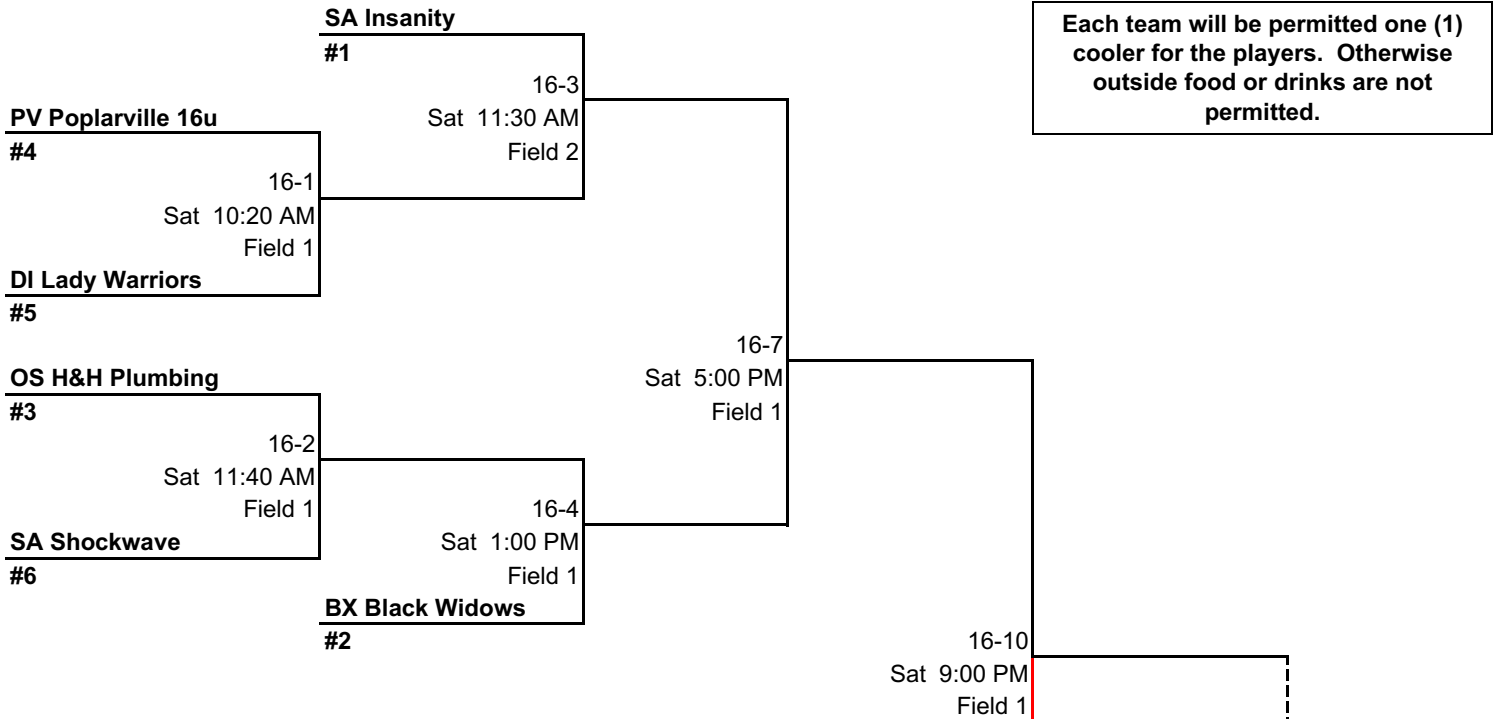 SA Insanity
#1
16-3
Sat 11:30 AM
Field 2
Each team will be permitted one (1)
cooler for the players. Otherwise
outside food or drinks are not
permitted.
PV Poplarville 16u
#4
16-1
Sat 10:20 AM
Field 1
DI Lady Warriors
#5
OS H&H Plumbing
#3
16-2
Sat 11:40 AM
Field 1
SA Shockwave
#6
16-4
Sat 1:00 PM
Field 1
BX Black Widows
#2
16-7
Sat 5:00 PM
Field 1
16-10
Sat 9:00 PM
Field 1